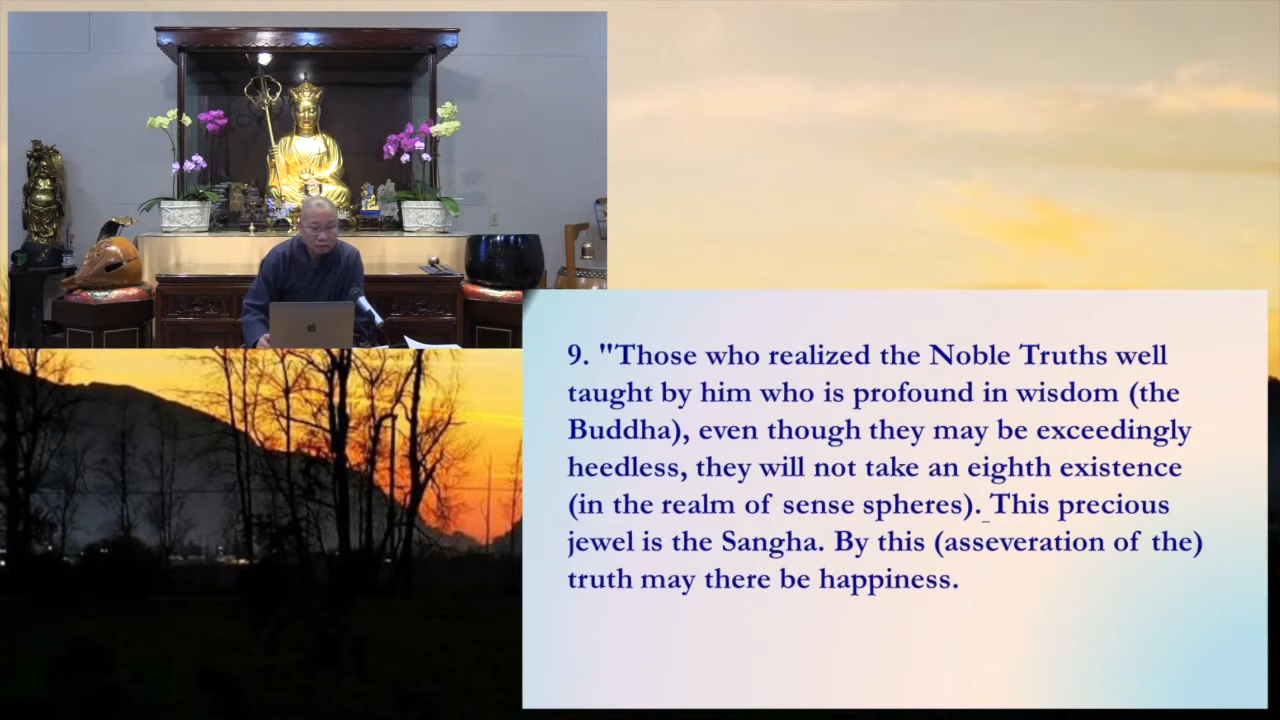 9. "Those who realized the Noble Truths well
taught by him who is profound in wisdom (the
Buddha), even though they may be exceedingly
heedless, they will not take an eighth existence
(in the realm of sense spheres). This precious
jewel is the Sangha. By this (asseveration of the)
truth may there be happiness.